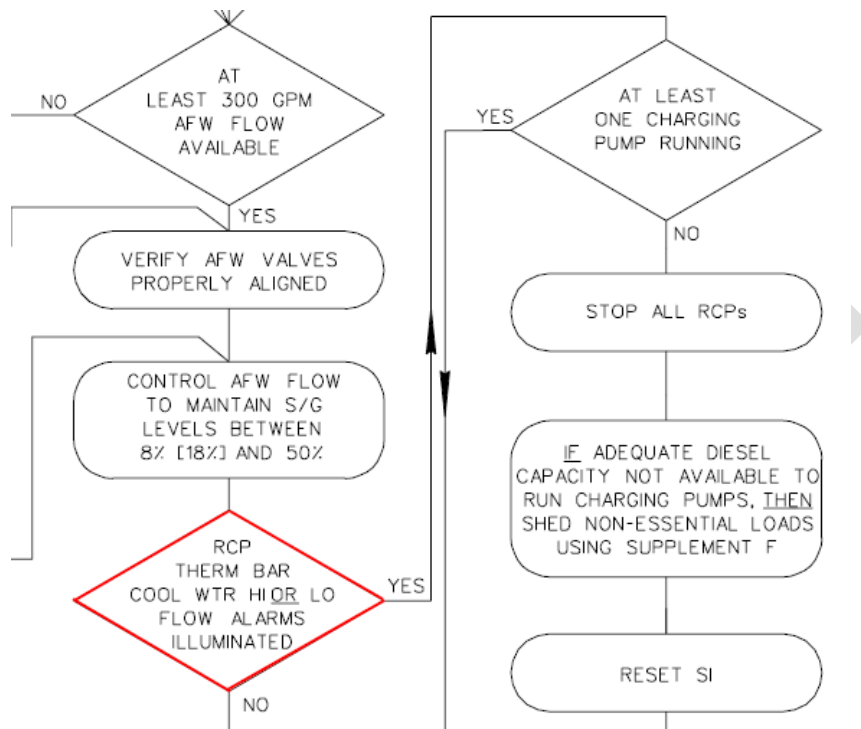 AT
LEAST 300 GPM
AFW FLOW
AVAILABLE
NO
YES
VERIFY AFW VALVES
PROPERLY ALIGNED
CONTROL AFW FLOW
TO MAINTAIN S/G
LEVELS BETWEEN
8% [18%] AND 50%
RCP
THERM BAR
COOL WTR HI OR LO
FLOW ALARMS
ILLUMINATED
YES
NO
AT LEAST
ONE CHARGING
PUMP RUNNING
YES
NO
STOP ALL RCPs
IF ADEQUATE DIESEL
CAPACITY NOT AVAILABLE TO
RUN CHARGING PUMPS, THEN
SHED NON-ESSENTIAL LOADS
USING SUPPLEMENT F
RESET SI